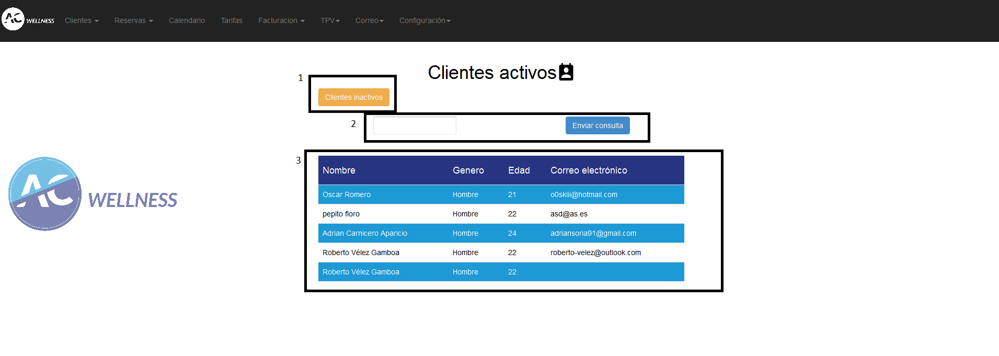 AC WELLNESS Clientes Reservas Calendario Tarifas Facturacion TPV Correo Configuración
Clientes activos
1
Clientes inactivos
2
Enviar consulta
3
Nombre Genero Edad Correo electrónico
Oscar Romero Hombre 21 o0skiii@hotmail.com
pepito floro Hombre 22 asd@as.es
Adrian Carnicero Aparicio Hombre 24 adriansoria91@gmail.com
Roberto Vélez Gamboa Hombre 22 roberto-velez@outlook.com
Roberto Vélez Gamboa Hombre 22
AC WELLNESS